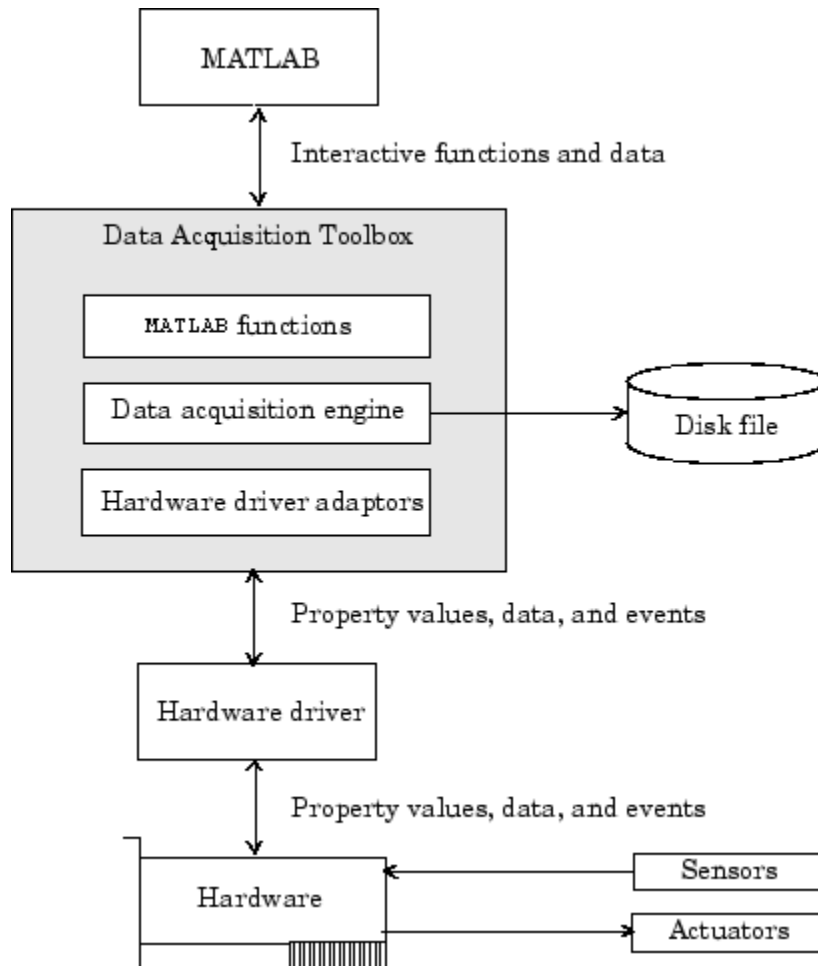 MATLAB
Interactive functions and data
Data Acquisition Toolbox
MATLAB functions
Data acquisition engine
Disk file
Hardware driver adaptors
Property values, data, and events
Hardware driver
Property values, data, and events
Sensors
Hardware
Actuators